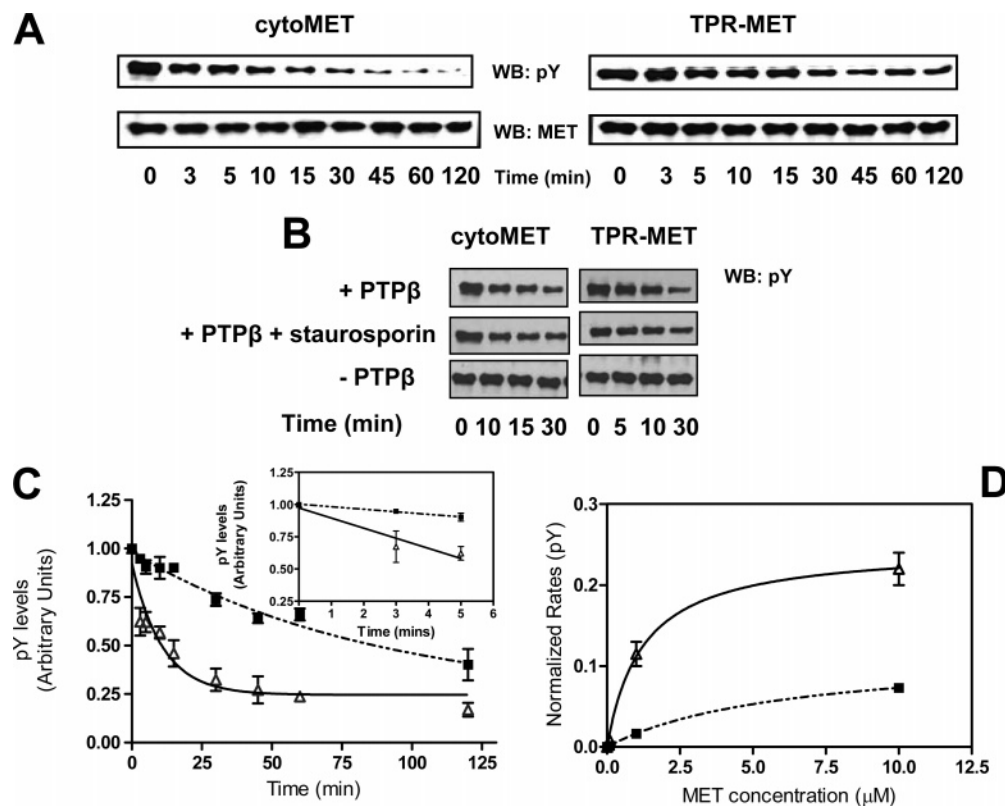 A
cytoMET
TPR-MET
WB: pY
WB: MET
0 3 5 10 15 30 45 60 120
Time (min)
0 3 5 10 15 30 45 60 120
B
cytoMET
TPR-MET
+ PTPβ
WB: pY
+ PTPβ + staurosporin
- PTPβ
Time (min)
0 10 15 30
0 5 10 30
C
pY levels
(Arbitrary Units)
1.25
1.00
0.75
0.50
0.25
0.00
0 25 50 75 100 125
Time (min)
pY levels
(Arbitrary Units)
1.25
1.00
0.75
0.50
0.25
0 1 2 3 4 5 6
Time (mins)
D
Normalized Rates (pY)
0.3
0.2
0.1
0.0
0.0 2.5 5.0 7.5 10.0 12.5
MET concentration (μM)